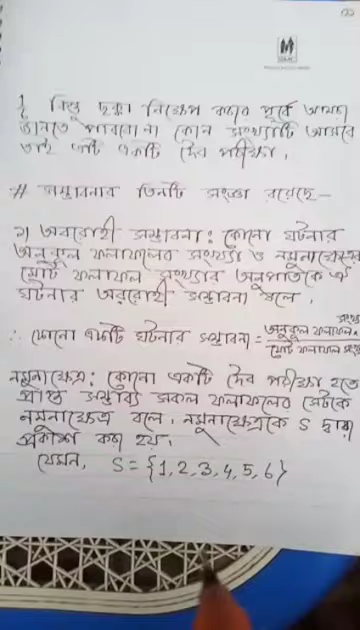 কিন্তু ছক্কা নিক্ষেপ করার পূর্বে আমরা
জানতে পারবোনা কোন সংখ্যাটি আসবে
তাই এটি একটি দৈব পরীক্ষা।
# সম্ভাবনার তিনটি সংজ্ঞা রয়েছে-
১) অবরোহী সম্ভাবনা: কোনো ঘটনার
অনুকূল ফলাফলের সংখ্যা ও নমুনাক্ষেত্রের
মোট ফলাফল সংখ্যার অনুপাতকে ঐ
ঘটনার অবরোহী সম্ভাবনা বলে।
∴ কোনো একটি ঘটনার সম্ভাবনা = অনুকূল ফলাফল সংখ্যা / মোট ফলাফল সংখ্যা
নমুনাক্ষেত্র: কোনো একটি দৈব পরীক্ষা হতে
প্রাপ্ত সম্ভাব্য সকল ফলাফলের সেটকে
নমুনাক্ষেত্র বলে। নমুনাক্ষেত্রকে S দ্বারা
প্রকাশ করা হয়।
যেমন, S = {1, 2, 3, 4, 5, 6}